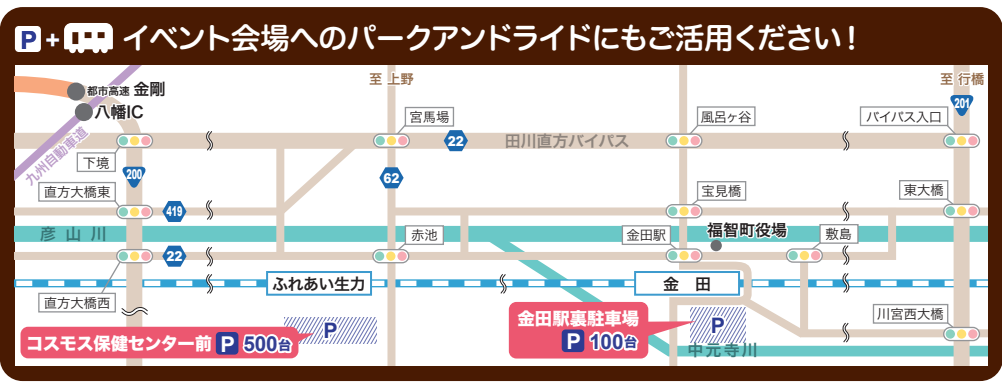 P+ イベント会場へのパークアンドライドにもご活用ください！
至 上野
至 行橋
都市高速 金剛
八幡IC
九州自動車道
宮馬場
風呂ヶ谷
バイパス入口
201
22
田川直方バイパス
下境
200
62
直方大橋東
宝見橋
東大橋
419
彦山川
赤池
金田駅
福智町役場
敷島
22
ふれあい生力
金田
直方大橋西
川宮西大橋
コスモス保健センター前 P 500台
P
金田駅裏駐車場
P 100台
P
中元寺川